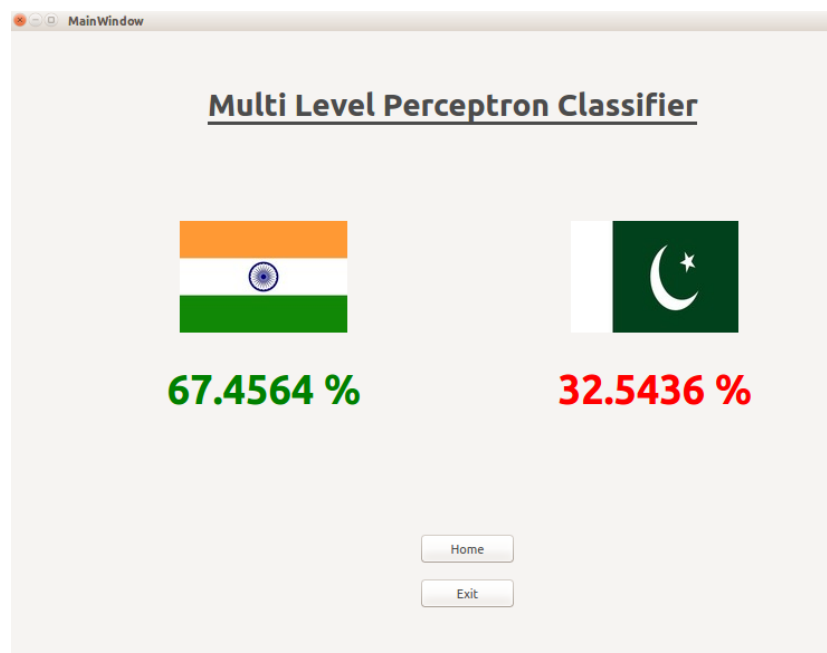 MainWindow
Multi Level Perceptron Classifier
67.4564 % 32.5436 %
Home
Exit